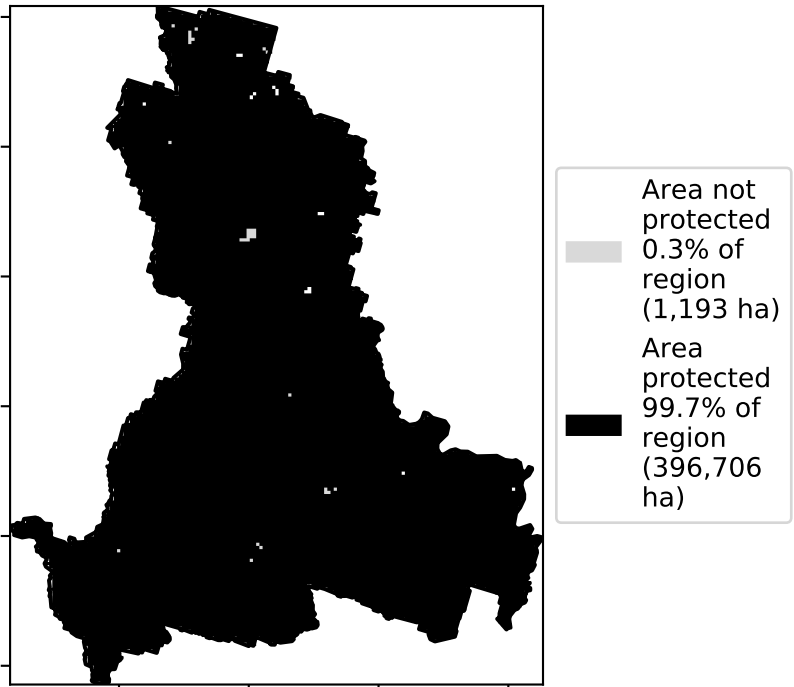 Area not
protected
0.3% of
region
(1,193 ha)
Area
protected
99.7% of
region
(396,706
ha)